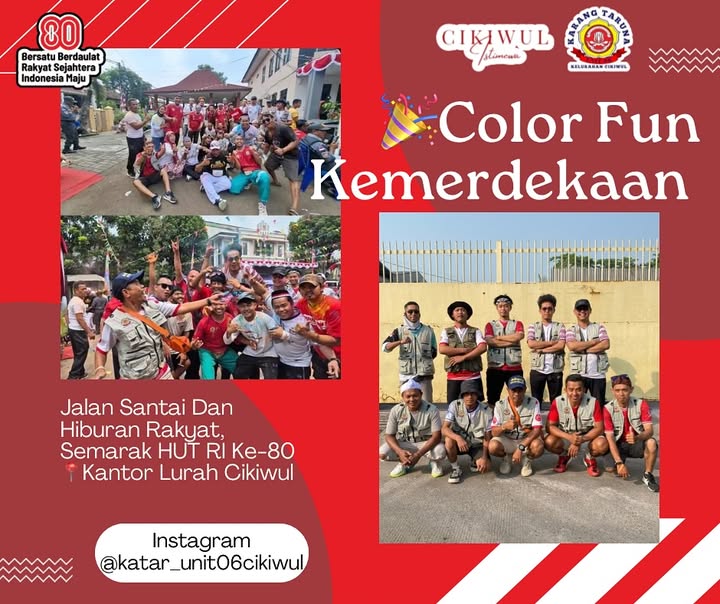 80
Bersatu Berdaulat
Rakyat Sejahtera
Indonesia Maju
CIKIWUL
Istimewa
KARANG TARUNA
KELURAHAN CIKIWUL
Color Fun
Kemerdekaan
Jalan Santai Dan
Hiburan Rakyat,
Semarak HUT RI Ke-80
Kantor Lurah Cikiwul
Instagram
@katar_unit06cikiwul